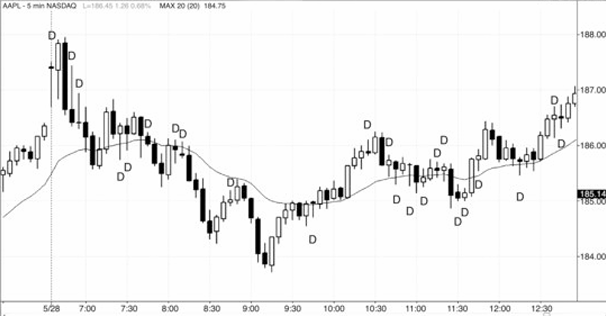 AAPL - 5 min NASDAQ L=186.45 1.26 0.68% MAX 20 (20) 184.75
188.00
D
D
D
187.00
D D D D D
186.00
D D
D D D D
185.14
185.00
D D D D D
D
184.00
5/28 7:00 7:30 8:00 8:30 9:00 9:30 10:00 10:30 11:00 11:30 12:00 12:30